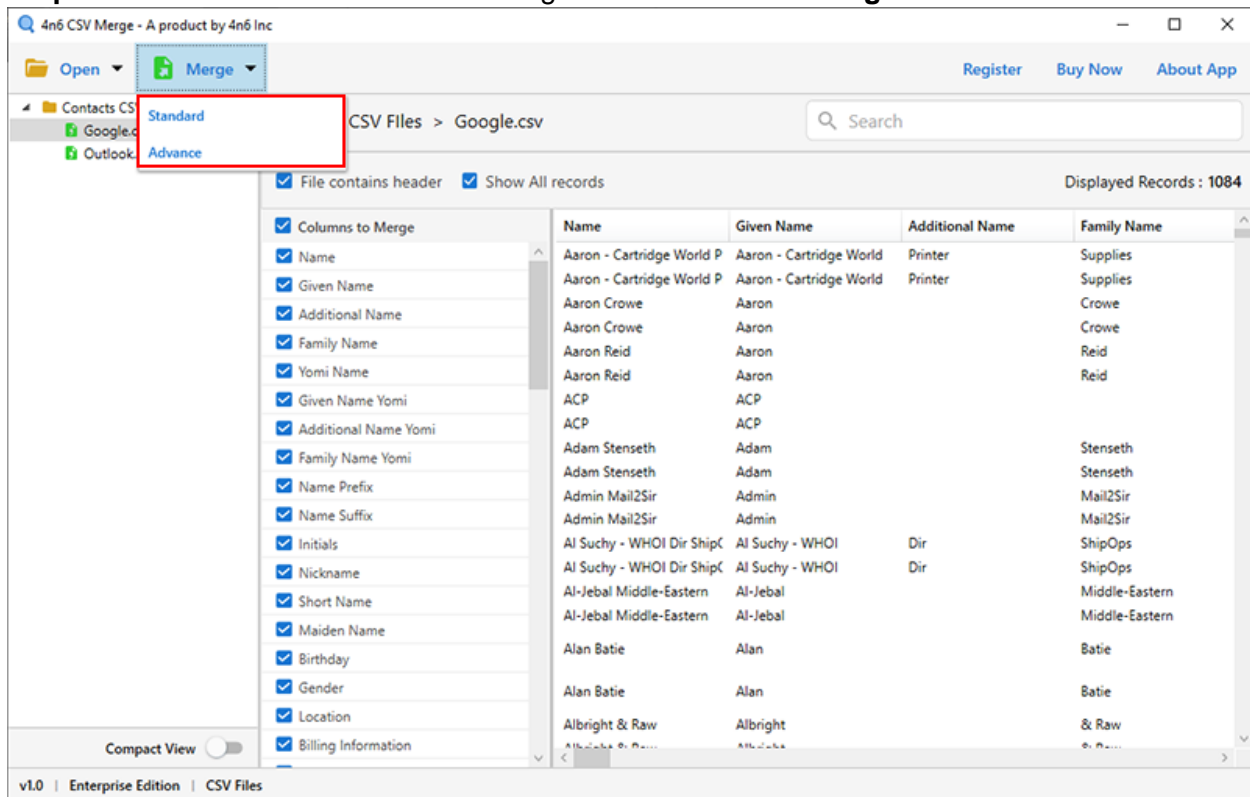 4n6 CSV Merge - A product by 4n6 Inc
Open Merge Register Buy Now About App
Contacts CS
Google.c
Outlook.
Standard
Advance
CSV FIles > Google.csv
Search
File contains header Show All records Displayed Records : 1084
Columns to Merge
Name
Given Name
Additional Name
Family Name
Yomi Name
Given Name Yomi
Additional Name Yomi
Family Name Yomi
Name Prefix
Name Suffix
Initials
Nickname
Short Name
Maiden Name
Birthday
Gender
Location
Billing Information
Name Given Name Additional Name Family Name
Aaron - Cartridge World P Aaron - Cartridge World Printer Supplies
Aaron - Cartridge World P Aaron - Cartridge World Printer Supplies
Aaron Crowe Aaron Crowe
Aaron Crowe Aaron Crowe
Aaron Reid Aaron Reid
Aaron Reid Aaron Reid
ACP ACP
ACP ACP
Adam Stenseth Adam Stenseth
Adam Stenseth Adam Stenseth
Admin Mail2Sir Admin Mail2Sir
Admin Mail2Sir Admin Mail2Sir
Al Suchy - WHOI Dir Ship( Al Suchy - WHOI Dir ShipOps
Al Suchy - WHOI Dir Ship( Al Suchy - WHOI Dir ShipOps
Al-Jebal Middle-Eastern Al-Jebal Middle-Eastern
Al-Jebal Middle-Eastern Al-Jebal Middle-Eastern
Alan Batie Alan Batie
Alan Batie Alan Batie
Albright & Raw Albright & Raw
Compact View
v1.0 | Enterprise Edition | CSV Files